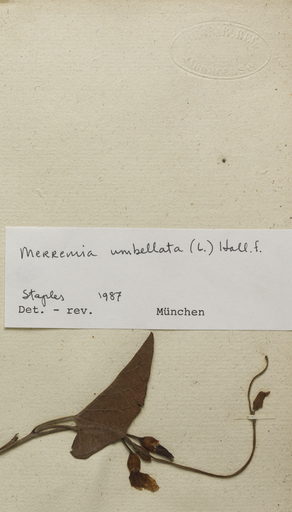 Merremia umbellata (L.) Hall.f.
Staples 1987
Det. - rev. München